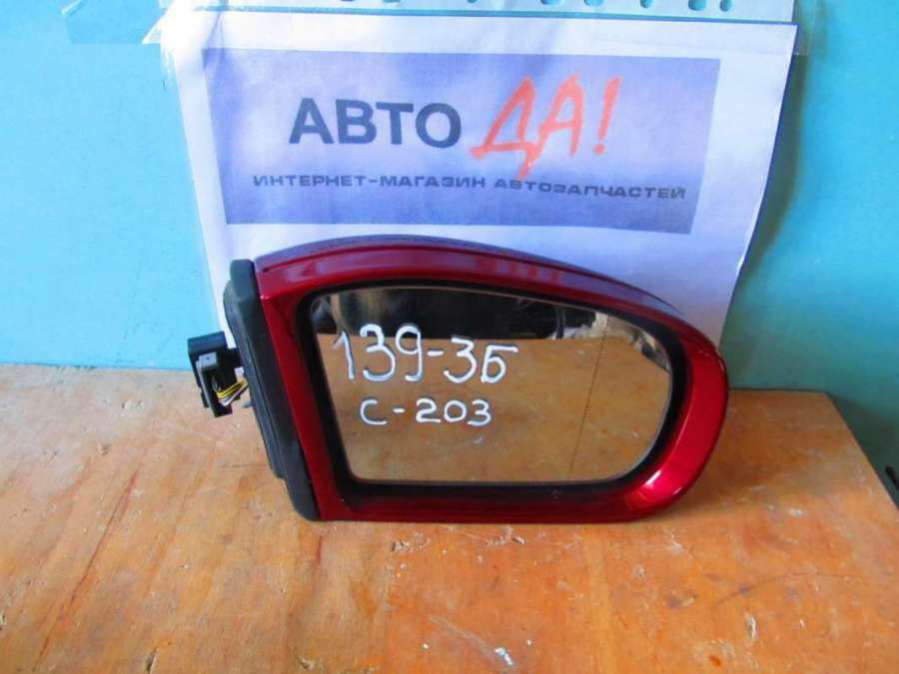 АВТО ДА!
ИНТЕРНЕТ-МАГАЗИН АВТОЗАПЧАСТЕЙ
139-3Б
С-203